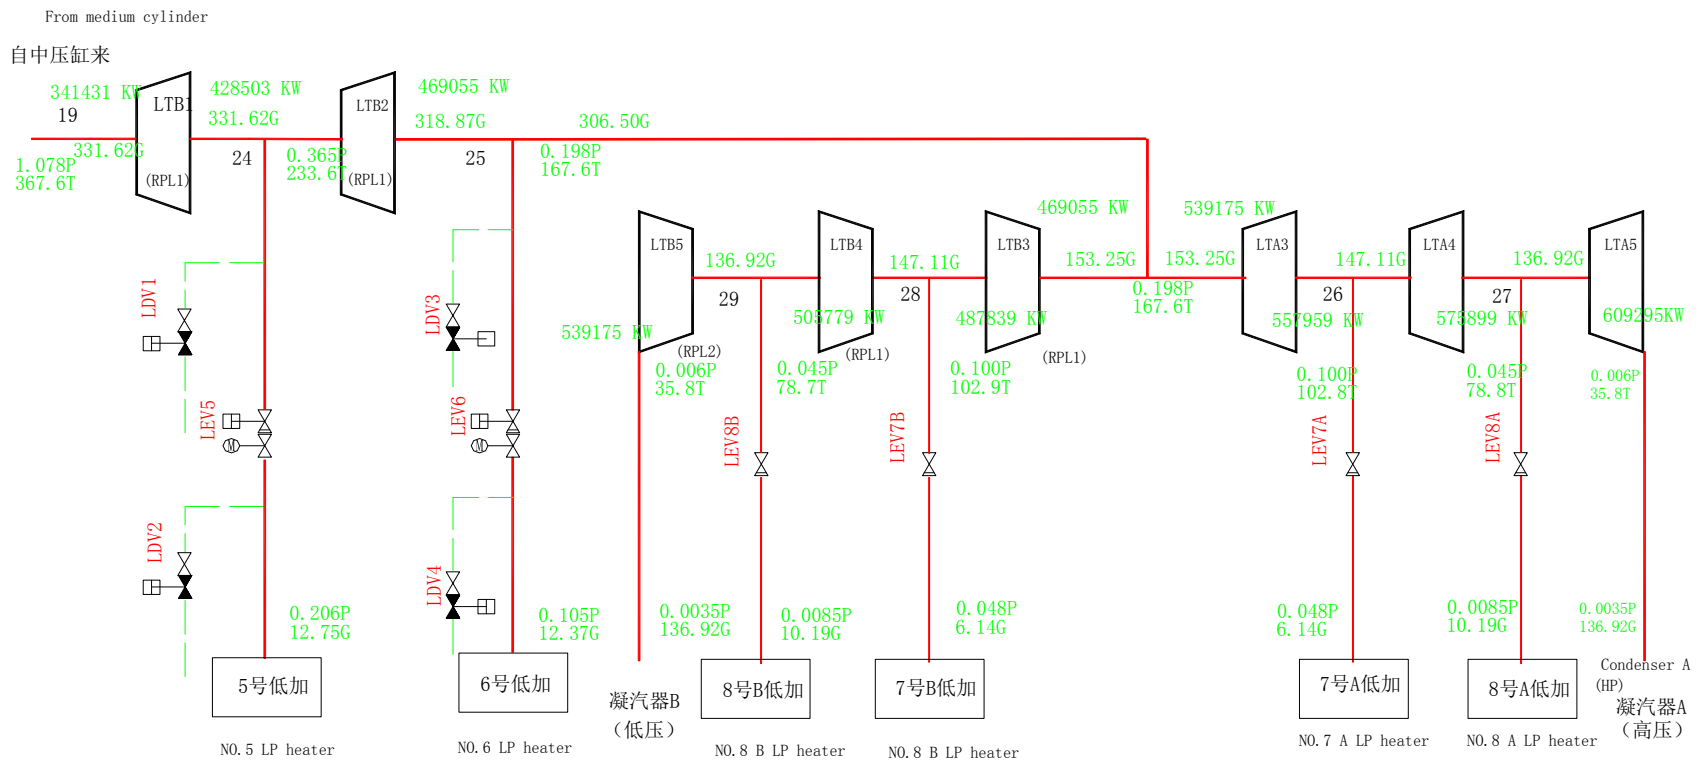 From medium cylinder
自中压缸来
341431 KW
19
331.62G
1.078P
367.6T
LTB1
(RPL1)
428503 KW
331.62G
24
0.365P
233.6T
LTB2
(RPL1)
469055 KW
318.87G
25
306.50G
0.198P
167.6T
LTB5
(RPL2)
539175 KW
0.006P
35.8T
136.92G
29
LTB4
(RPL1)
505779 KW
0.045P
78.7T
147.11G
28
LTB3
(RPL1)
487839 KW
0.100P
102.9T
469055 KW
153.25G
153.25G
0.198P
167.6T
539175 KW
LTA3
557959 KW
147.11G
26
0.100P
102.8T
LTA4
575899 KW
136.92G
27
0.045P
78.8T
LTA5
609295KW
0.006P
35.8T
LDV1
LDV3
LEV5
M
LEV6
M
LEV8B
LEV7B
LEV7A
LEV8A
LDV2
LDV4
0.206P
12.75G
0.105P
12.37G
0.0035P
136.92G
0.0085P
10.19G
0.048P
6.14G
0.048P
6.14G
0.0085P
10.19G
0.0035P
136.92G
5号低加
NO.5 LP heater
6号低加
NO.6 LP heater
凝汽器B
（低压）
8号B低加
NO.8 B LP heater
7号B低加
NO.8 B LP heater
7号A低加
NO.7 A LP heater
8号A低加
NO.8 A LP heater
Condenser A
(HP)
凝汽器A
（高压）